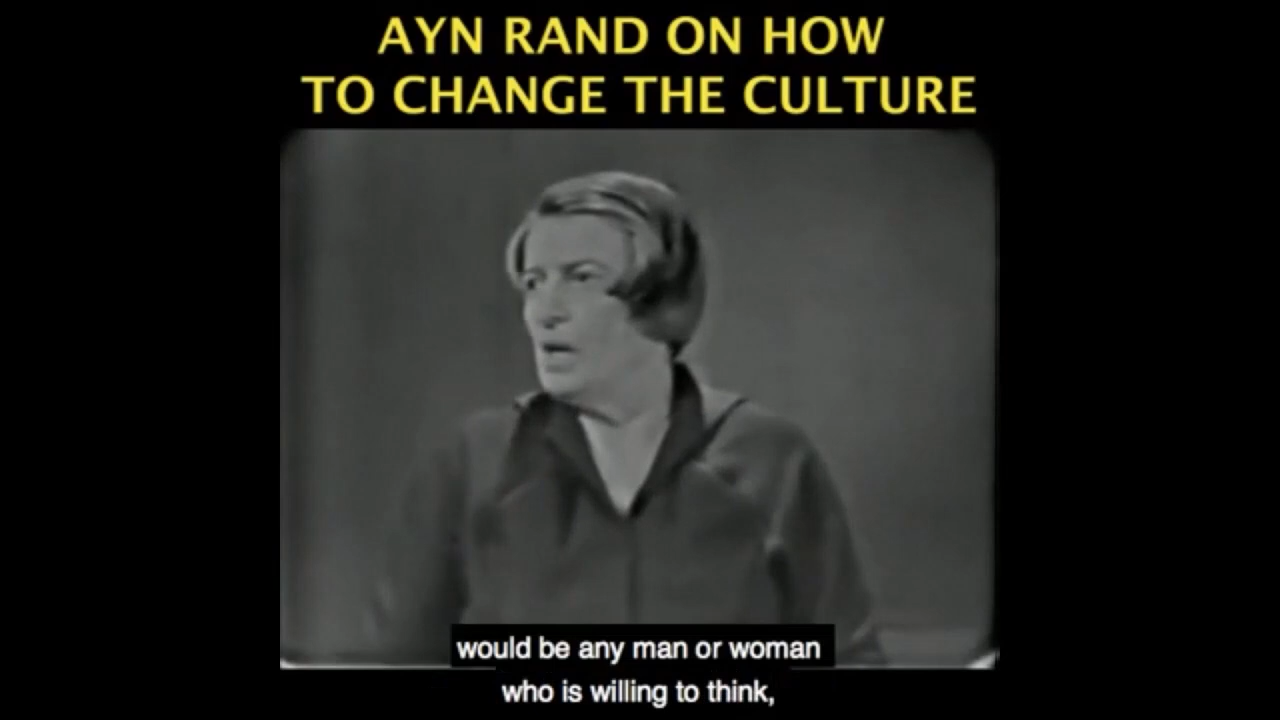 AYN RAND ON HOW
TO CHANGE THE CULTURE
would be any man or woman
who is willing to think,